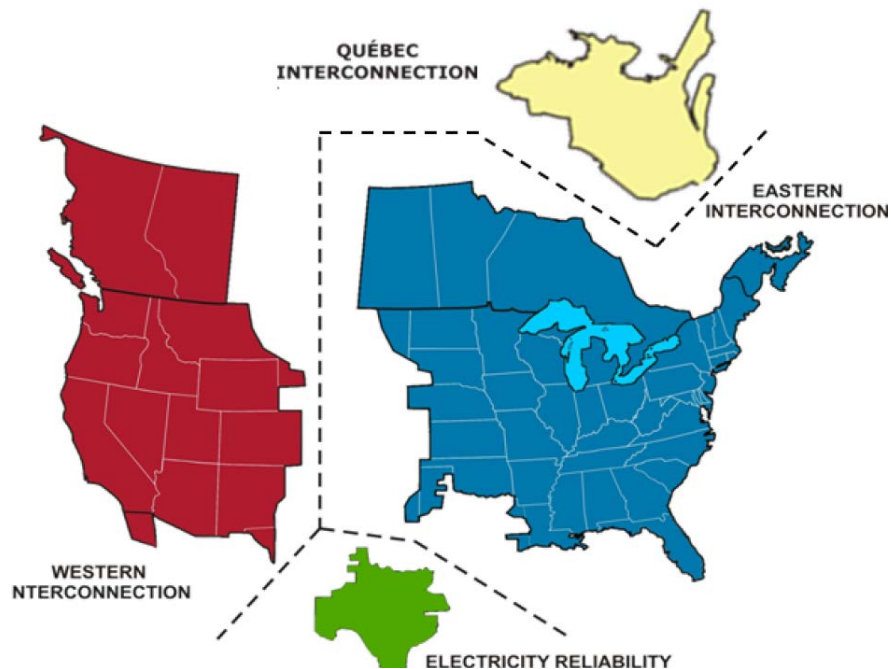 QUÉBEC
INTERCONNECTION
EASTERN
INTERCONNECTION
WESTERN
NTERCONNECTION
ELECTRICITY RELIABILITY